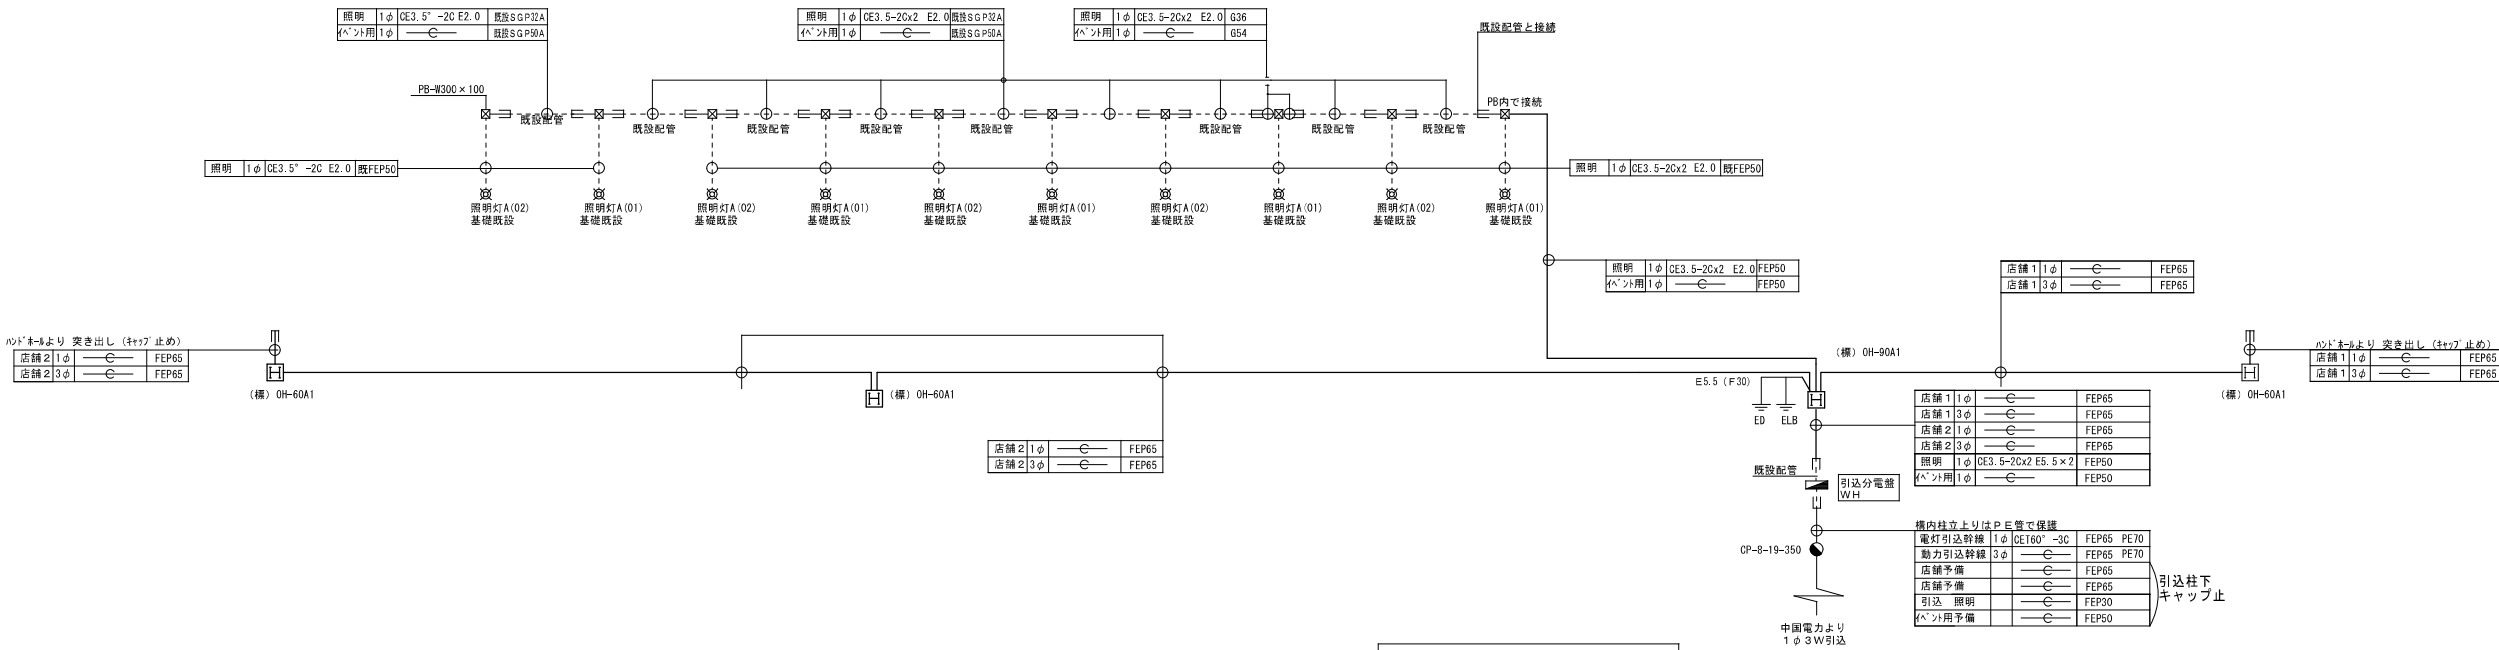 照明 1φ CE3.5°-2C E2.0 既設SGP32A
ｲﾍﾞﾝﾄ用 1φ 既設SGP50A
照明 1φ CE3.5-2Cx2 E2.0 既設SGP32A
ｲﾍﾞﾝﾄ用 1φ 既設SGP50A
照明 1φ CE3.5-2Cx2 E2.0 G36
ｲﾍﾞﾝﾄ用 1φ G54
既設配管と接続
PB-W300×100
PB内で接続
既設配管 既設配管 既設配管 既設配管 既設配管 既設配管 既設配管 既設配管
照明 1φ CE3.5°-2C E2.0 既FEP50
照明 1φ CE3.5-2Cx2 E2.0 既FEP50
照明灯A(02) 照明灯A(01) 照明灯A(02) 照明灯A(01) 照明灯A(02) 照明灯A(01) 照明灯A(02) 照明灯A(01) 照明灯A(02) 照明灯A(01)
基礎既設 基礎既設 基礎既設 基礎既設 基礎既設 基礎既設 基礎既設 基礎既設 基礎既設 基礎既設
照明 1φ CE3.5-2Cx2 E2.0 FEP50
ｲﾍﾞﾝﾄ用 1φ FEP50
店舗1 1φ FEP65
店舗1 3φ FEP65
ﾊﾝﾄﾞﾎｰﾙより 突き出し (ｷｬｯﾌﾟ止め)
店舗2 1φ FEP65
店舗2 3φ FEP65
(標) OH-60A1
(標) OH-60A1
店舗2 1φ FEP65
店舗2 3φ FEP65
(標) OH-90A1
E5.5 (F30)
ED ELB
ﾊﾝﾄﾞﾎｰﾙより 突き出し (ｷｬｯﾌﾟ止め)
店舗1 1φ FEP65
店舗1 3φ FEP65
(標) OH-60A1
店舗1 1φ FEP65
店舗1 3φ FEP65
店舗2 1φ FEP65
店舗2 3φ FEP65
照明 1φ CE3.5-2Cx2 E5.5×2 FEP50
ｲﾍﾞﾝﾄ用 1φ FEP50
既設配管
引込分電盤
WH
構内柱立上りはPE管で保護
電灯引込幹線 1φ CET60°-3C FEP65 PE70
動力引込幹線 3φ FEP65 PE70
店舗予備 FEP65
店舗予備 FEP65
引込 照明 FEP30
ｲﾍﾞﾝﾄ用予備 FEP50
引込柱下
キャップ止
CP-8-19-350
中国電力より
1φ3W引込